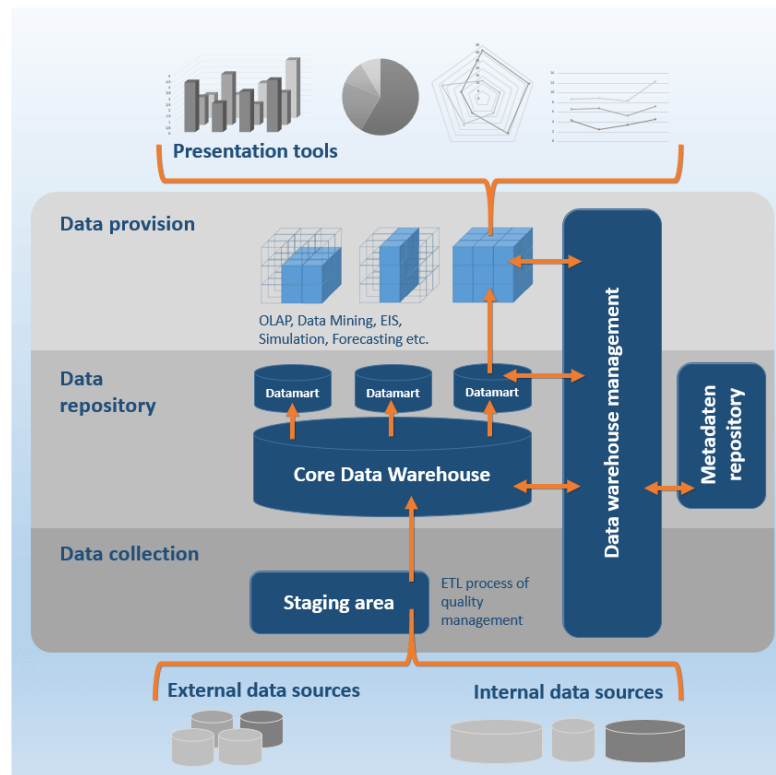 Presentation tools
Data provision
OLAP, Data Mining, EIS,
Simulation, Forecasting etc.
Data
repository
Datamart
Datamart
Datamart
Core Data Warehouse
Data warehouse management
Metadaten
repository
Data collection
Staging area
ETL process of
quality
management
External data sources
Internal data sources